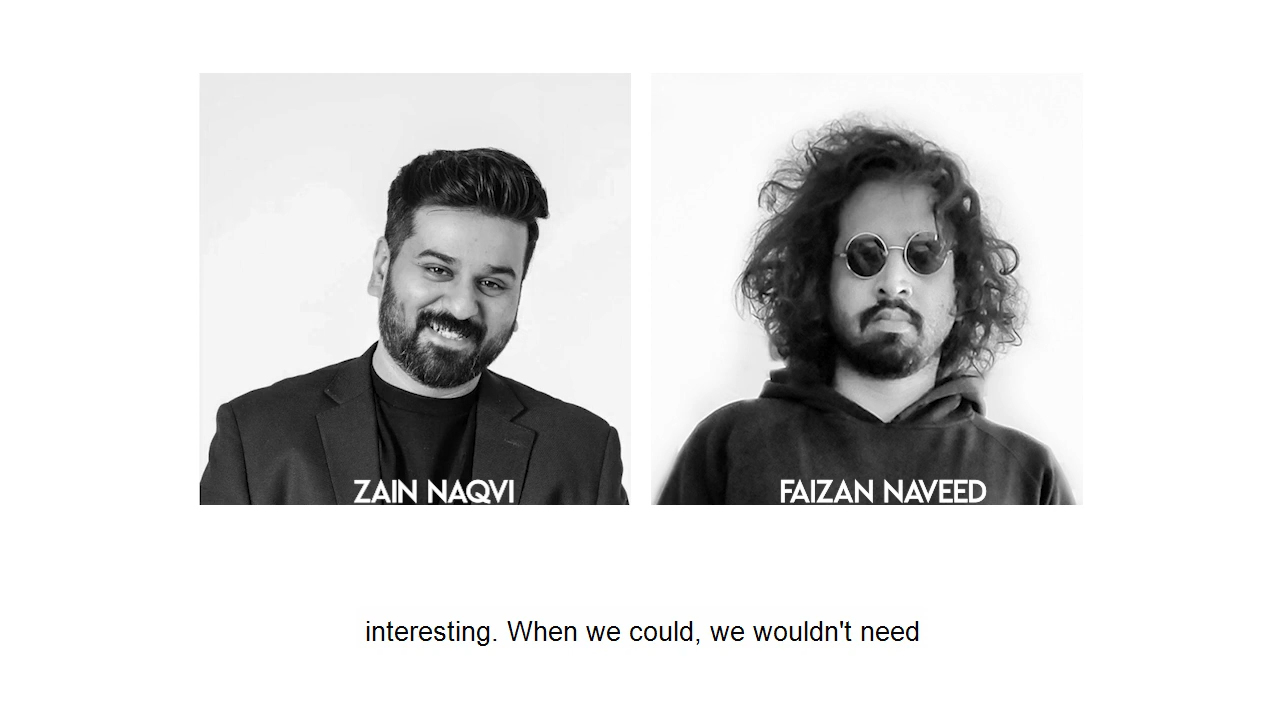 ZAIN NAQVI
FAIZAN NAVEED
interesting. When we could, we wouldn't need